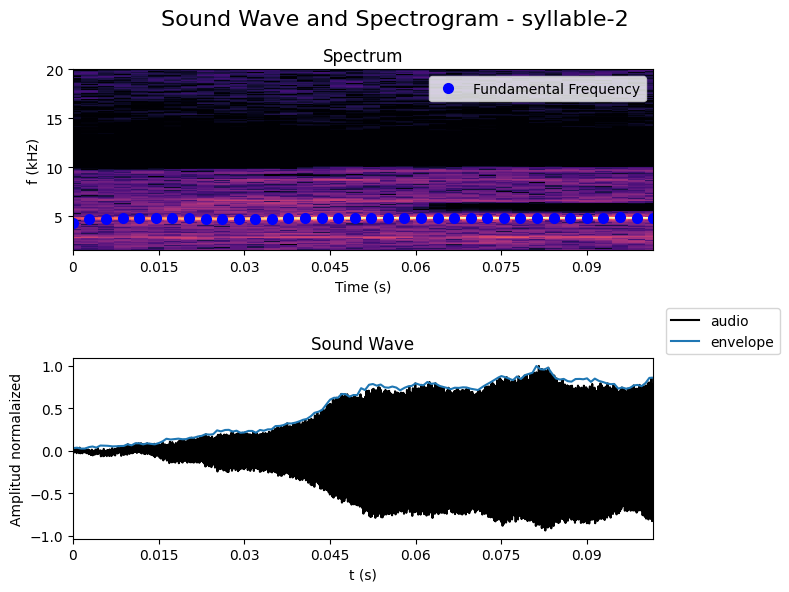 Sound Wave and Spectrogram - syllable-2
Spectrum
Fundamental Frequency
f (kHz)
20
15
10
5
0
0.015
0.03
0.045
0.06
0.075
0.09
Time (s)
audio
envelope
Sound Wave
Amplitud normalaized
1.0
0.5
0.0
−0.5
−1.0
0
0.015
0.03
0.045
0.06
0.075
0.09
t (s)